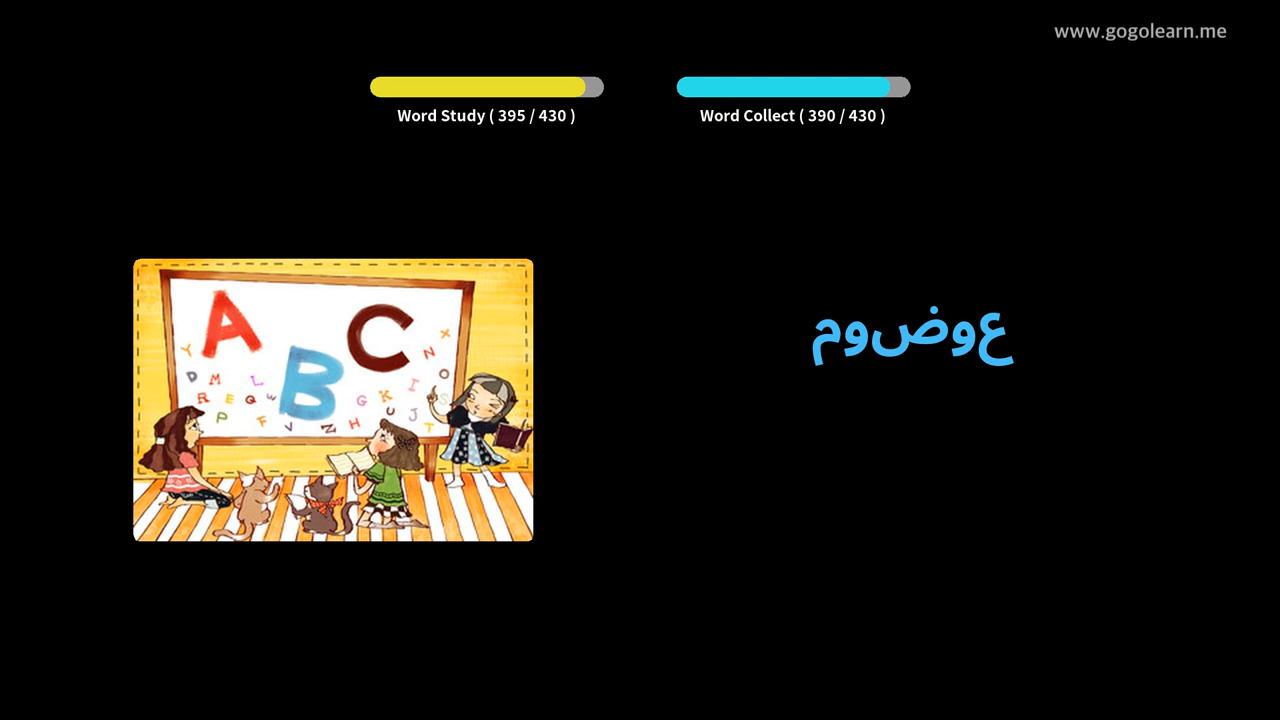 www.gogolearn.me
Word Study ( 395 / 430 )
Word Collect ( 390 / 430 )
A B C
X
Y N
D M L I O
R E Q W G K S
P F U J
V Z H T
عوضوم